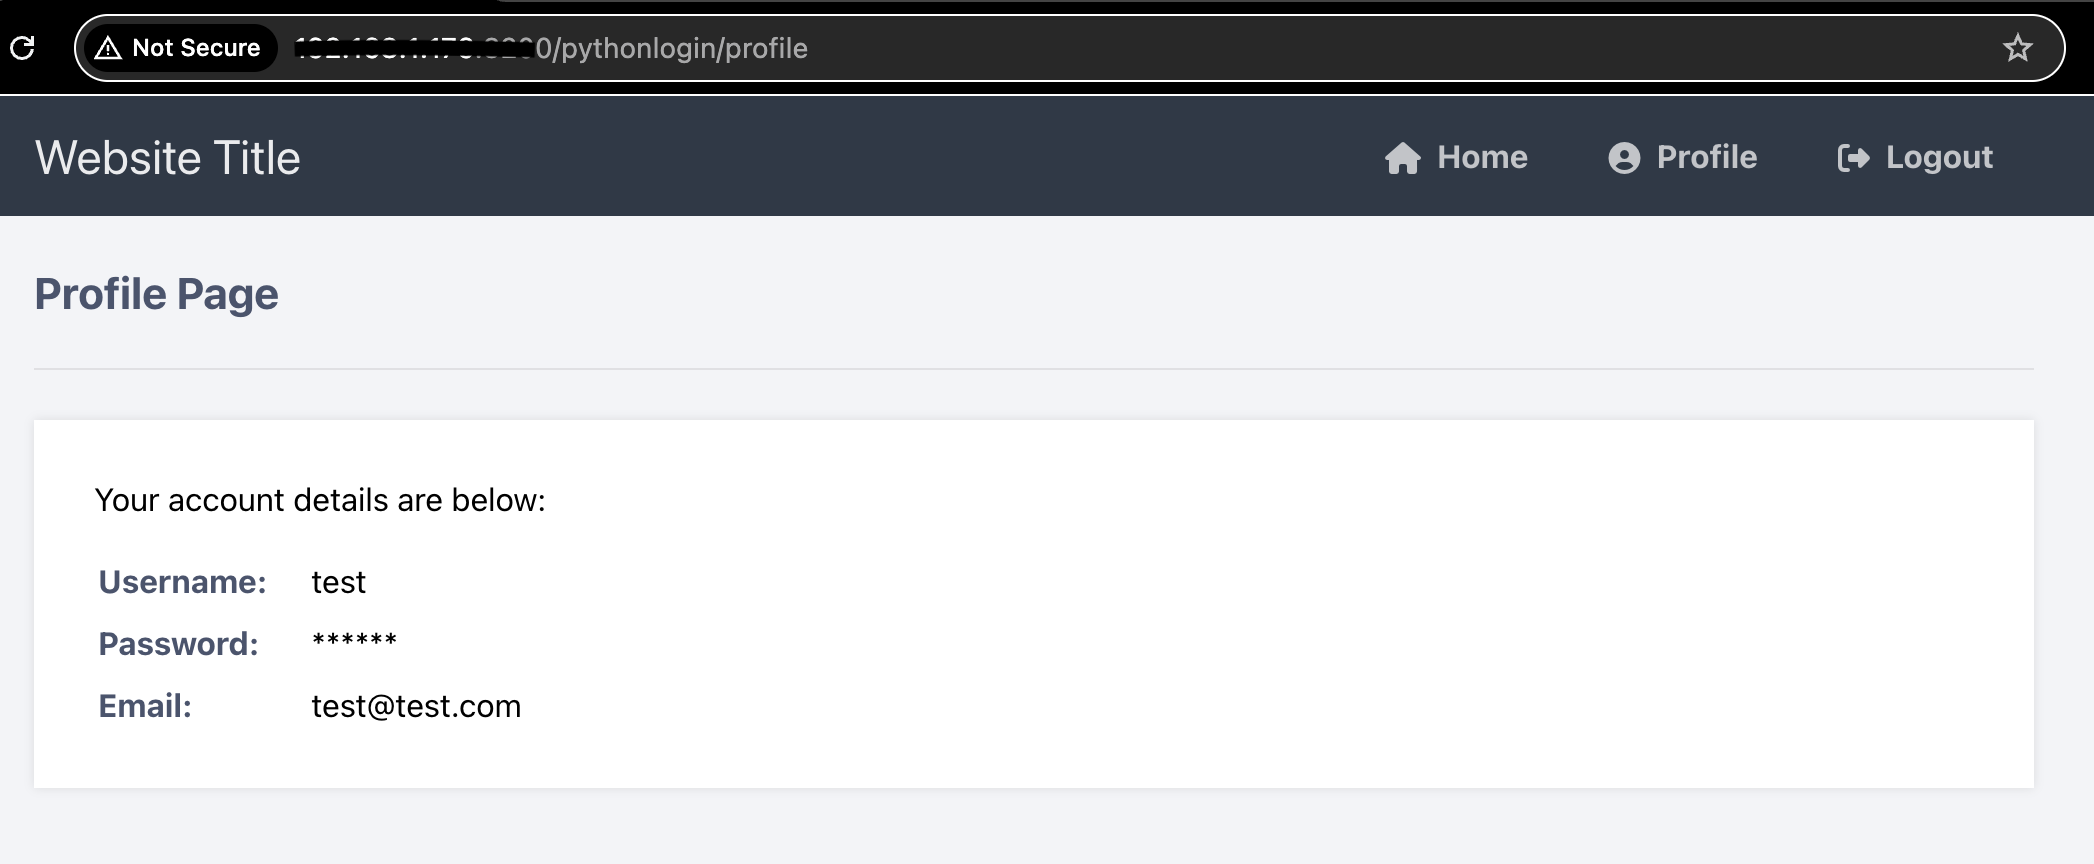 Not Secure 0/pythonlogin/profile
Website Title Home Profile Logout
Profile Page
Your account details are below:
Username: test
Password: ******
Email: test@test.com